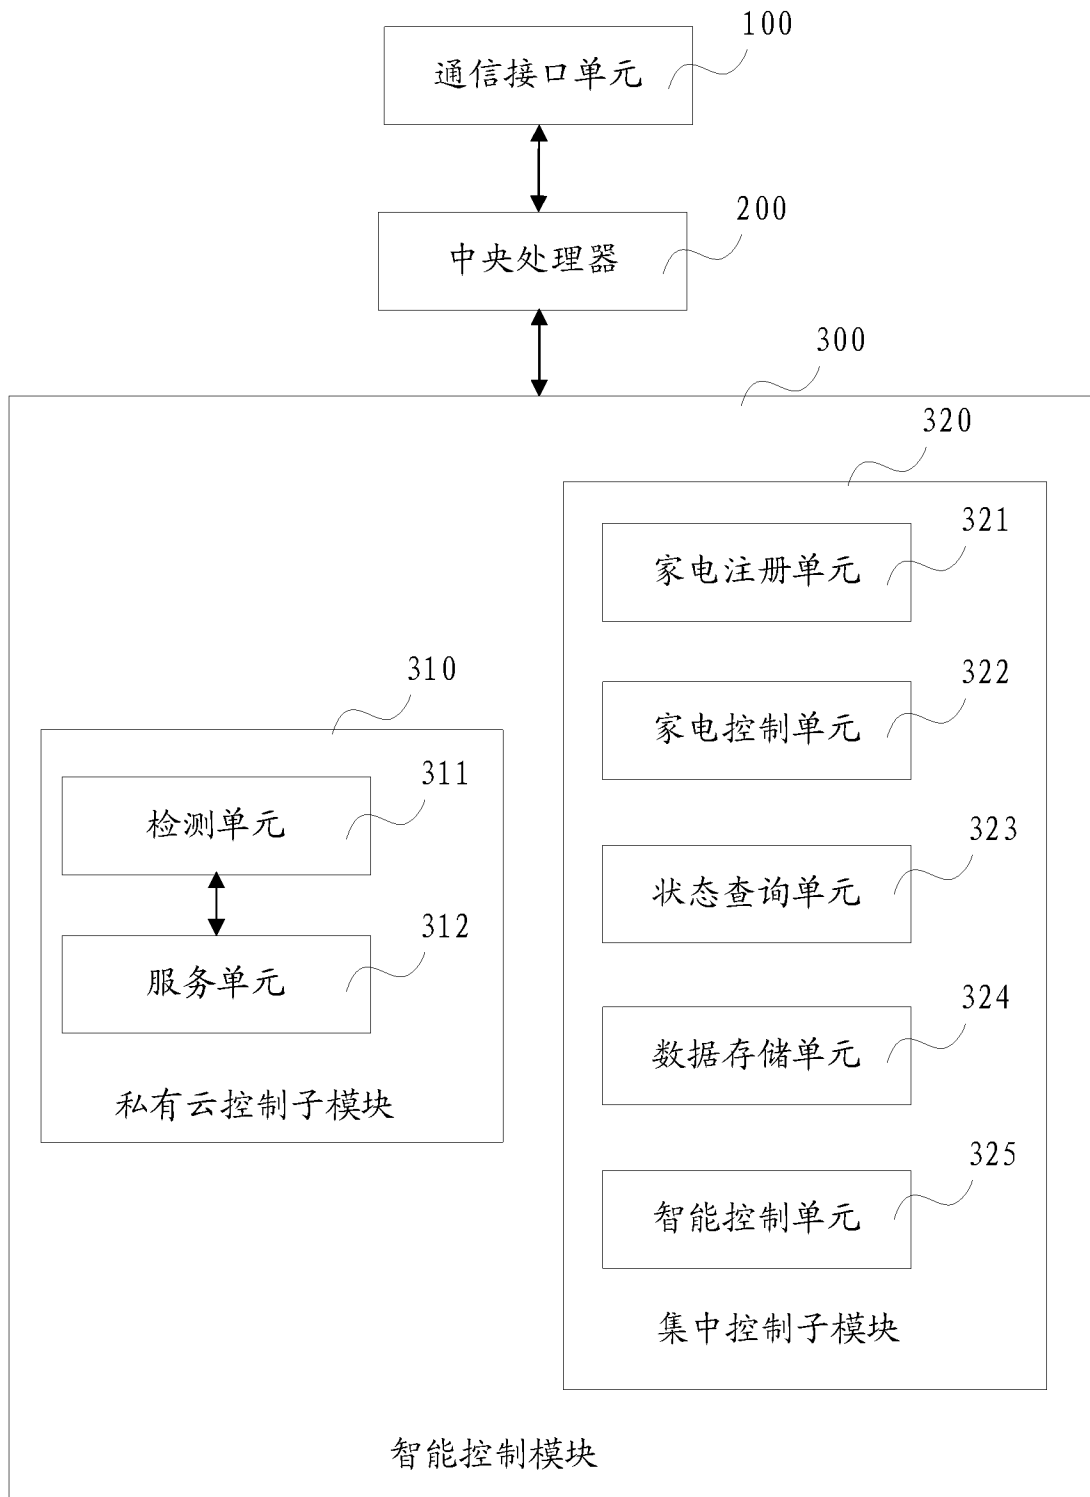 100
通信接口单元
200
中央处理器
300
320
321
家电注册单元
322
家电控制单元
323
状态查询单元
324
数据存储单元
325
智能控制单元
集中控制子模块
310
311
检测单元
312
服务单元
私有云控制子模块
智能控制模块